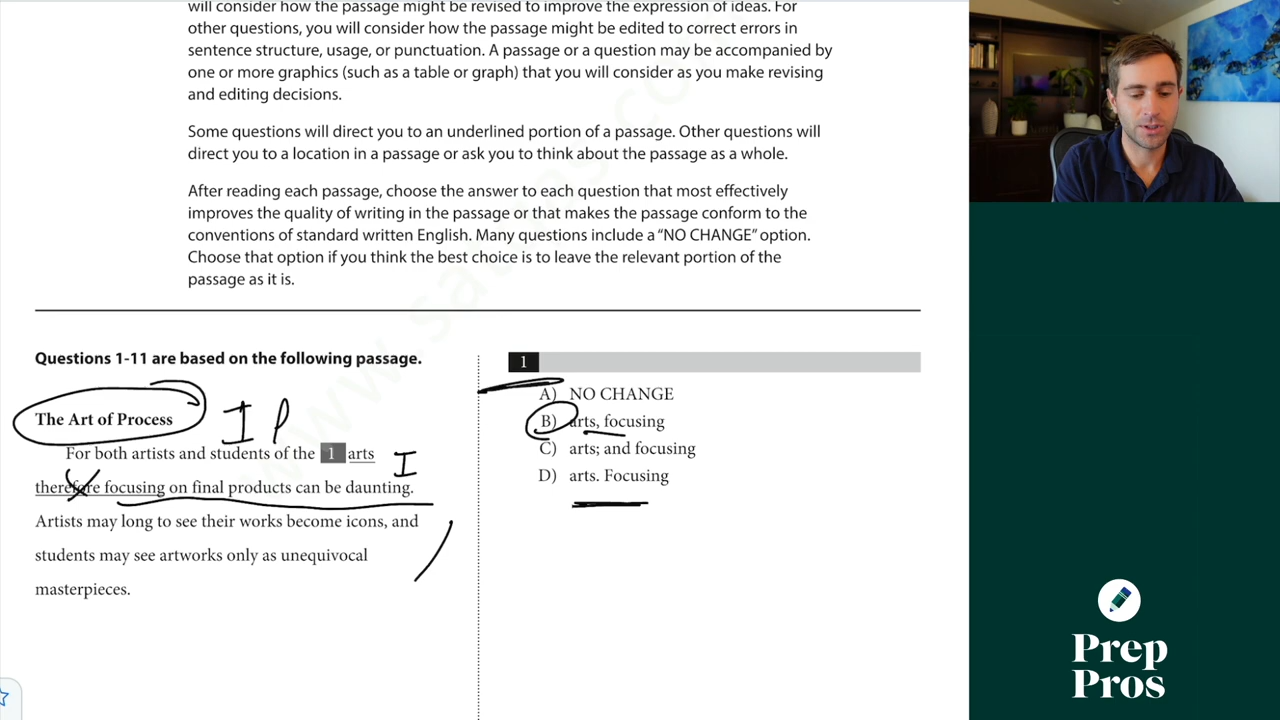 will consider how the passage might be revised to improve the expression of ideas. For
other questions, you will consider how the passage might be edited to correct errors in
sentence structure, usage, or punctuation. A passage or a question may be accompanied by
one or more graphics (such as a table or graph) that you will consider as you make revising
and editing decisions.
Some questions will direct you to an underlined portion of a passage. Other questions will
direct you to a location in a passage or ask you to think about the passage as a whole.
After reading each passage, choose the answer to each question that most effectively
improves the quality of writing in the passage or that makes the passage conform to the
conventions of standard written English. Many questions include a “NO CHANGE” option.
Choose that option if you think the best choice is to leave the relevant portion of the
passage as it is.
Questions 1-11 are based on the following passage.
The Art of Process
I
For both artists and students of the 1 arts
I
therefore focusing on final products can be daunting.
Artists may long to see their works become icons, and
students may see artworks only as unequivocal
masterpieces.
1
A) NO CHANGE
B) arts, focusing
C) arts; and focusing
D) arts. Focusing
Prep
Pros